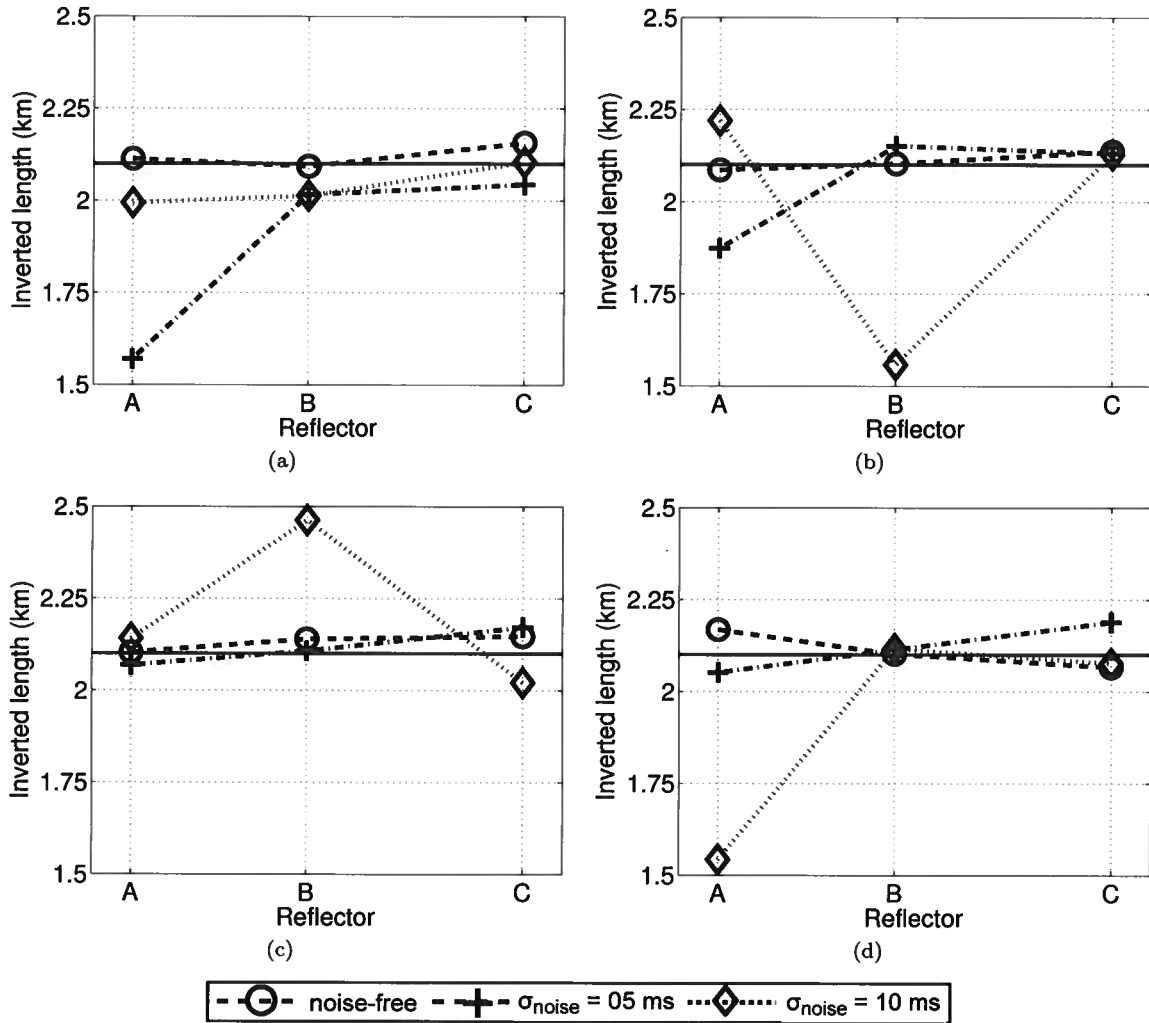 2.5
2.25
2
1.75
1.5
Inverted length (km)
A B C
Reflector
(a)
2.5
2.25
2
1.75
1.5
Inverted length (km)
A B C
Reflector
(b)
2.5
2.25
2
1.75
1.5
Inverted length (km)
A B C
Reflector
(c)
2.5
2.25
2
1.75
1.5
Inverted length (km)
A B C
Reflector
(d)
noise-free σnoise = 05 ms σnoise = 10 ms